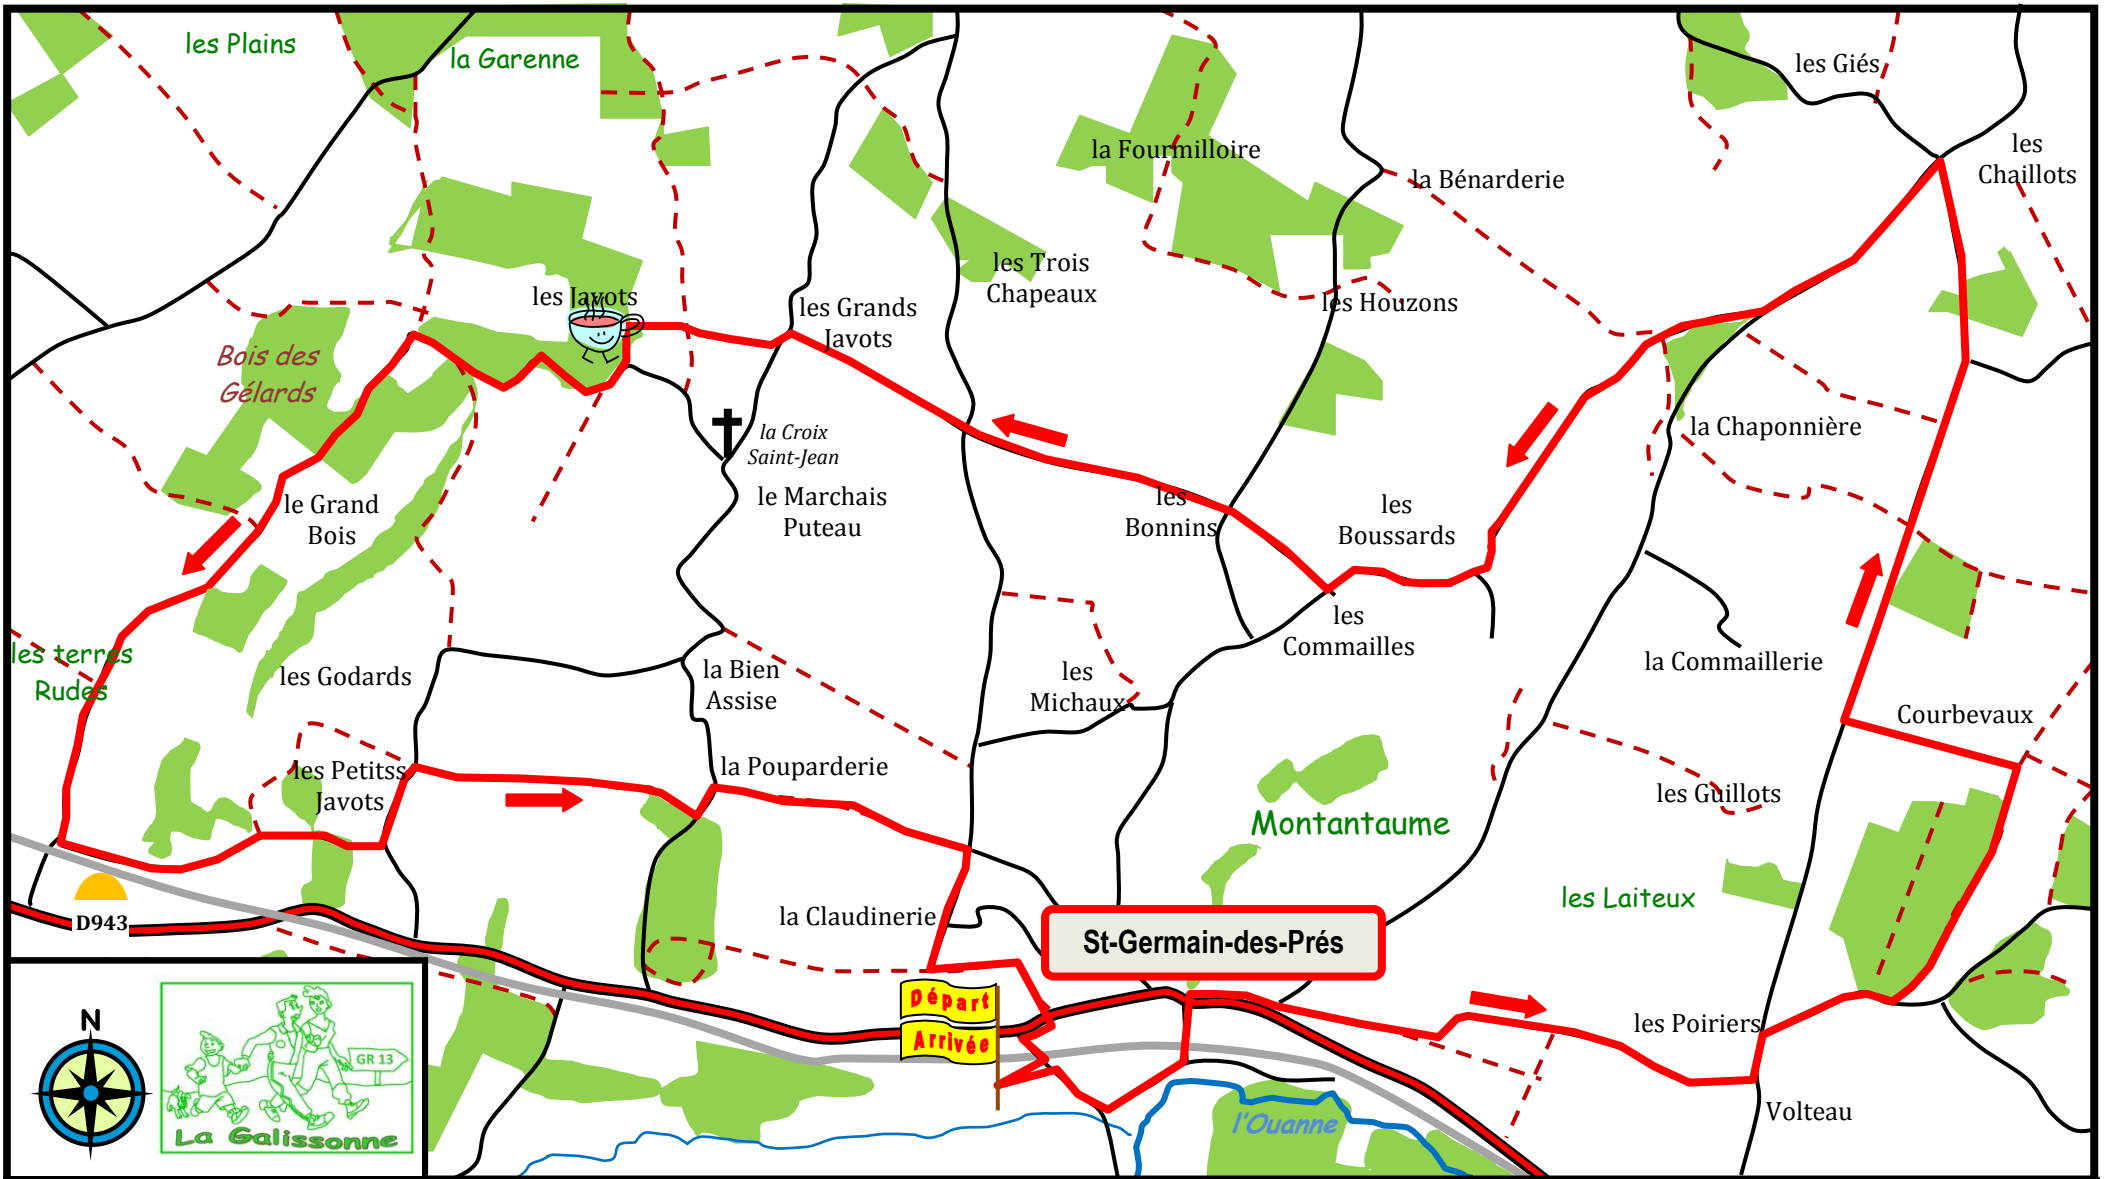 les Plains
la Garenne
les Giés
les
Chaillots
la Fourmilloire
la Bénarderie
les Trois
Chapeaux
les Javots
les Grands
Javots
les Houzons
Bois des
Gélards
la Croix
Saint-Jean
la Chaponnière
le Grand
Bois
le Marchais
Puteau
les
Bonnins
les
Boussards
les
Commailles
les terres
Rudes
les Godards
la Bien
Assise
les
Michaux
la Commaillerie
Courbevaux
les Petitss
Javots
la Pouparderie
les Guillots
Montantaume
les Laiteux
D943
la Claudinerie
St-Germain-des-Prés
Départ
Arrivée
les Poiriers
Volteau
l'Ouanne
N
GR 13
La Galissonne